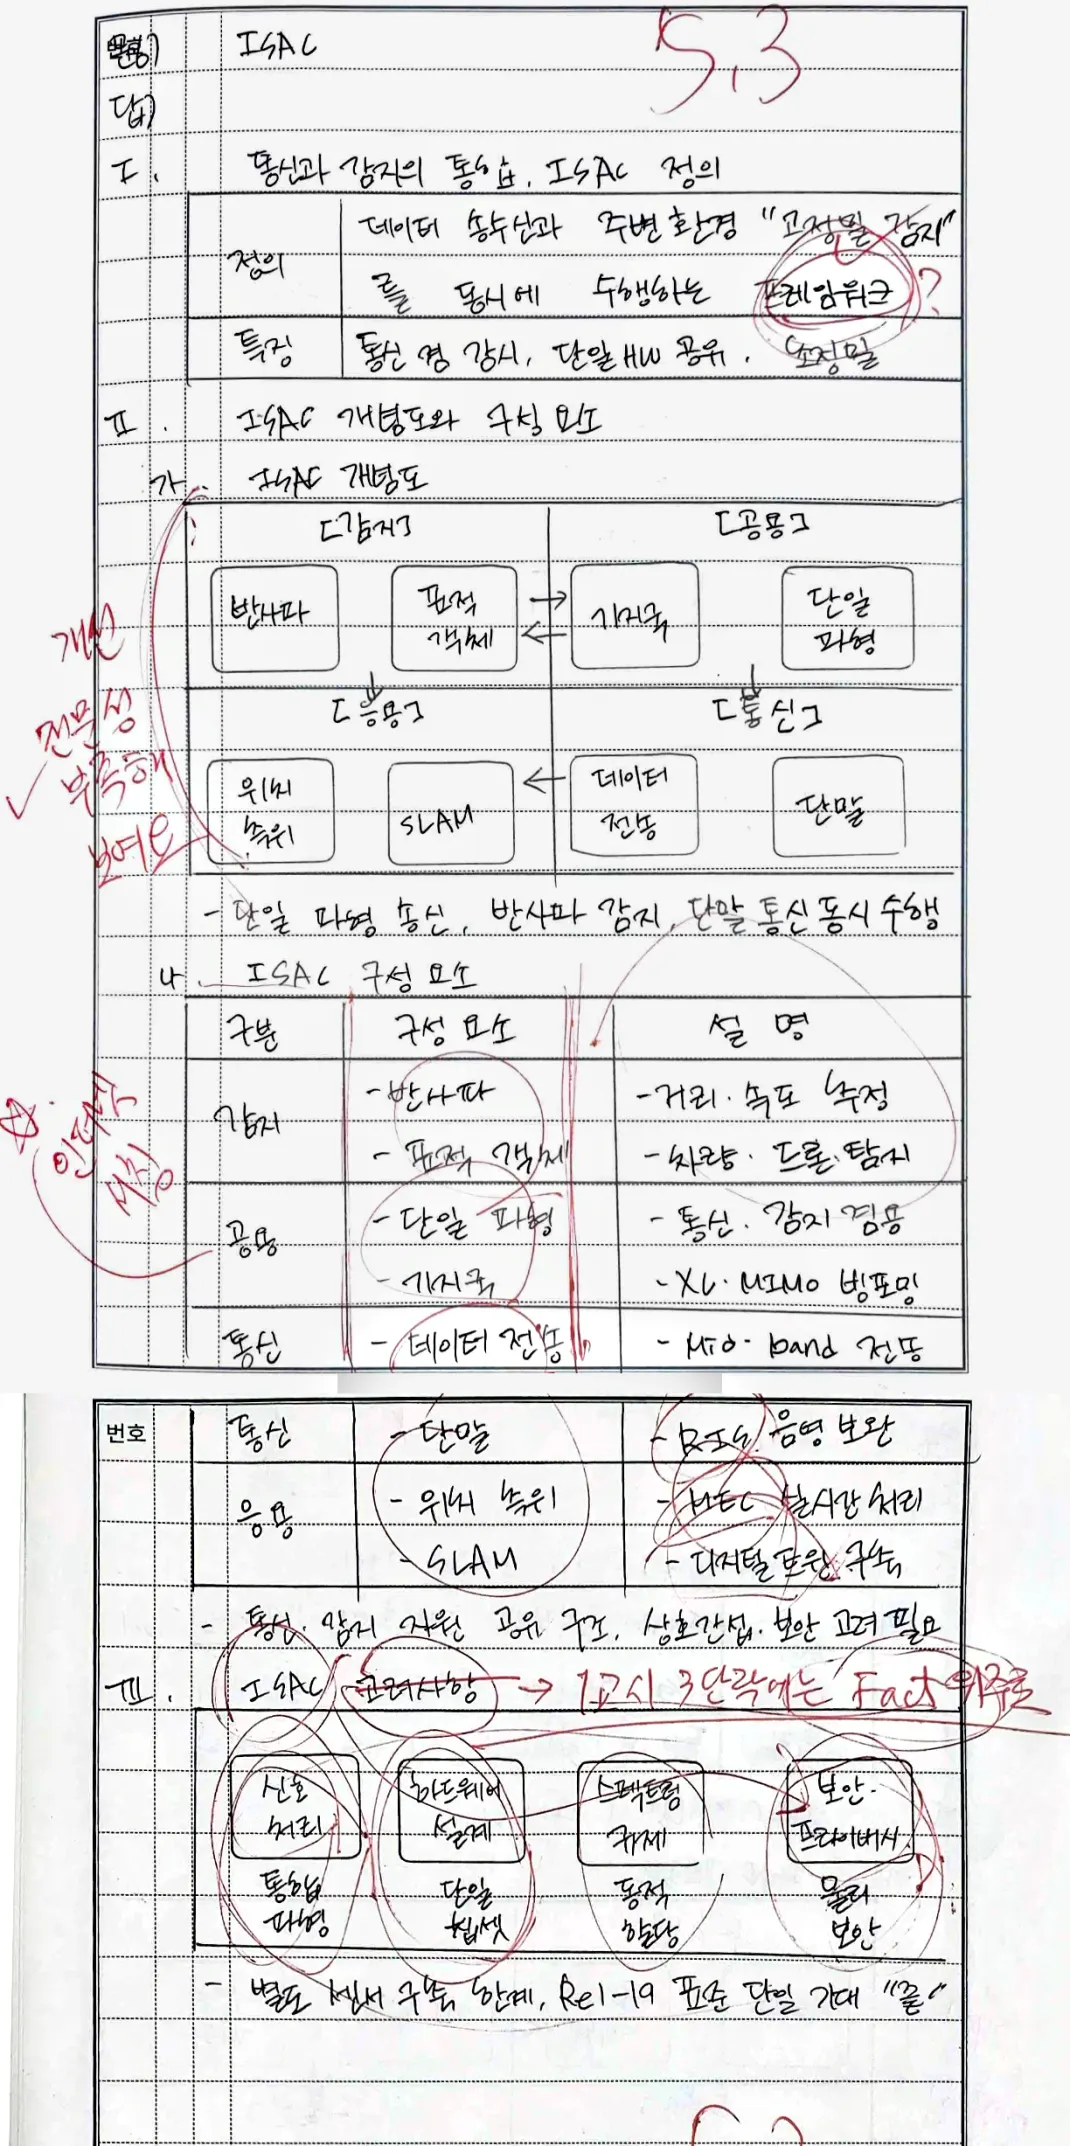 ISAC
5.3
답)
I. 통신과 감지의 통합, ISAC 정의
정의
데이터 송수신과 주변환경 "고정밀 감지"
를 동시에 수행하는 프레임워크
?
특징
통신 겸 감시, 단일 HW 공유, 고정밀
II. ISAC 개념도와 구성 요소
가. ISAC 개념도
[감지]
[공용]
반사파
표적
객체
기지국
단일
파형
개선
전문성
부족해
보여요
[응용]
[통신]
위치
측위
SLAM
데이터
전송
단말
- 단일 파형 송신, 반사파 감지, 단말 통신 동시 수행
나. ISAC 구성 요소
구분
구성 요소
설 명
감지
- 반사파
- 거리·속도 추정
- 표적 객체
- 차량·드론·탐지
공용
- 단일 파형
- 통신·감지 겸용
- 기지국
- XL-MIMO 빔포밍
통신
- 데이터 전송
- Mid-band 전송
번호
통신
- 단말
- RIS 음영 보완
응용
- 위치 측위
- MEC 실시간 처리
- SLAM
- 디지털 트윈 구축
- 통신·감지 자원 공유 구조, 상호간섭·보안 고려 필요
III. ISAC 고려사항
→ 1교시 3단락에는 Fact 위주로
신호
처리
하드웨어
설계
스펙트럼
규제
보안·
프라이버시
통합
파형
단일
칩셋
동적
할당
물리
보안
- 별도 센서 구축 한계, Rel-19 표준 단일 기대 "끝"